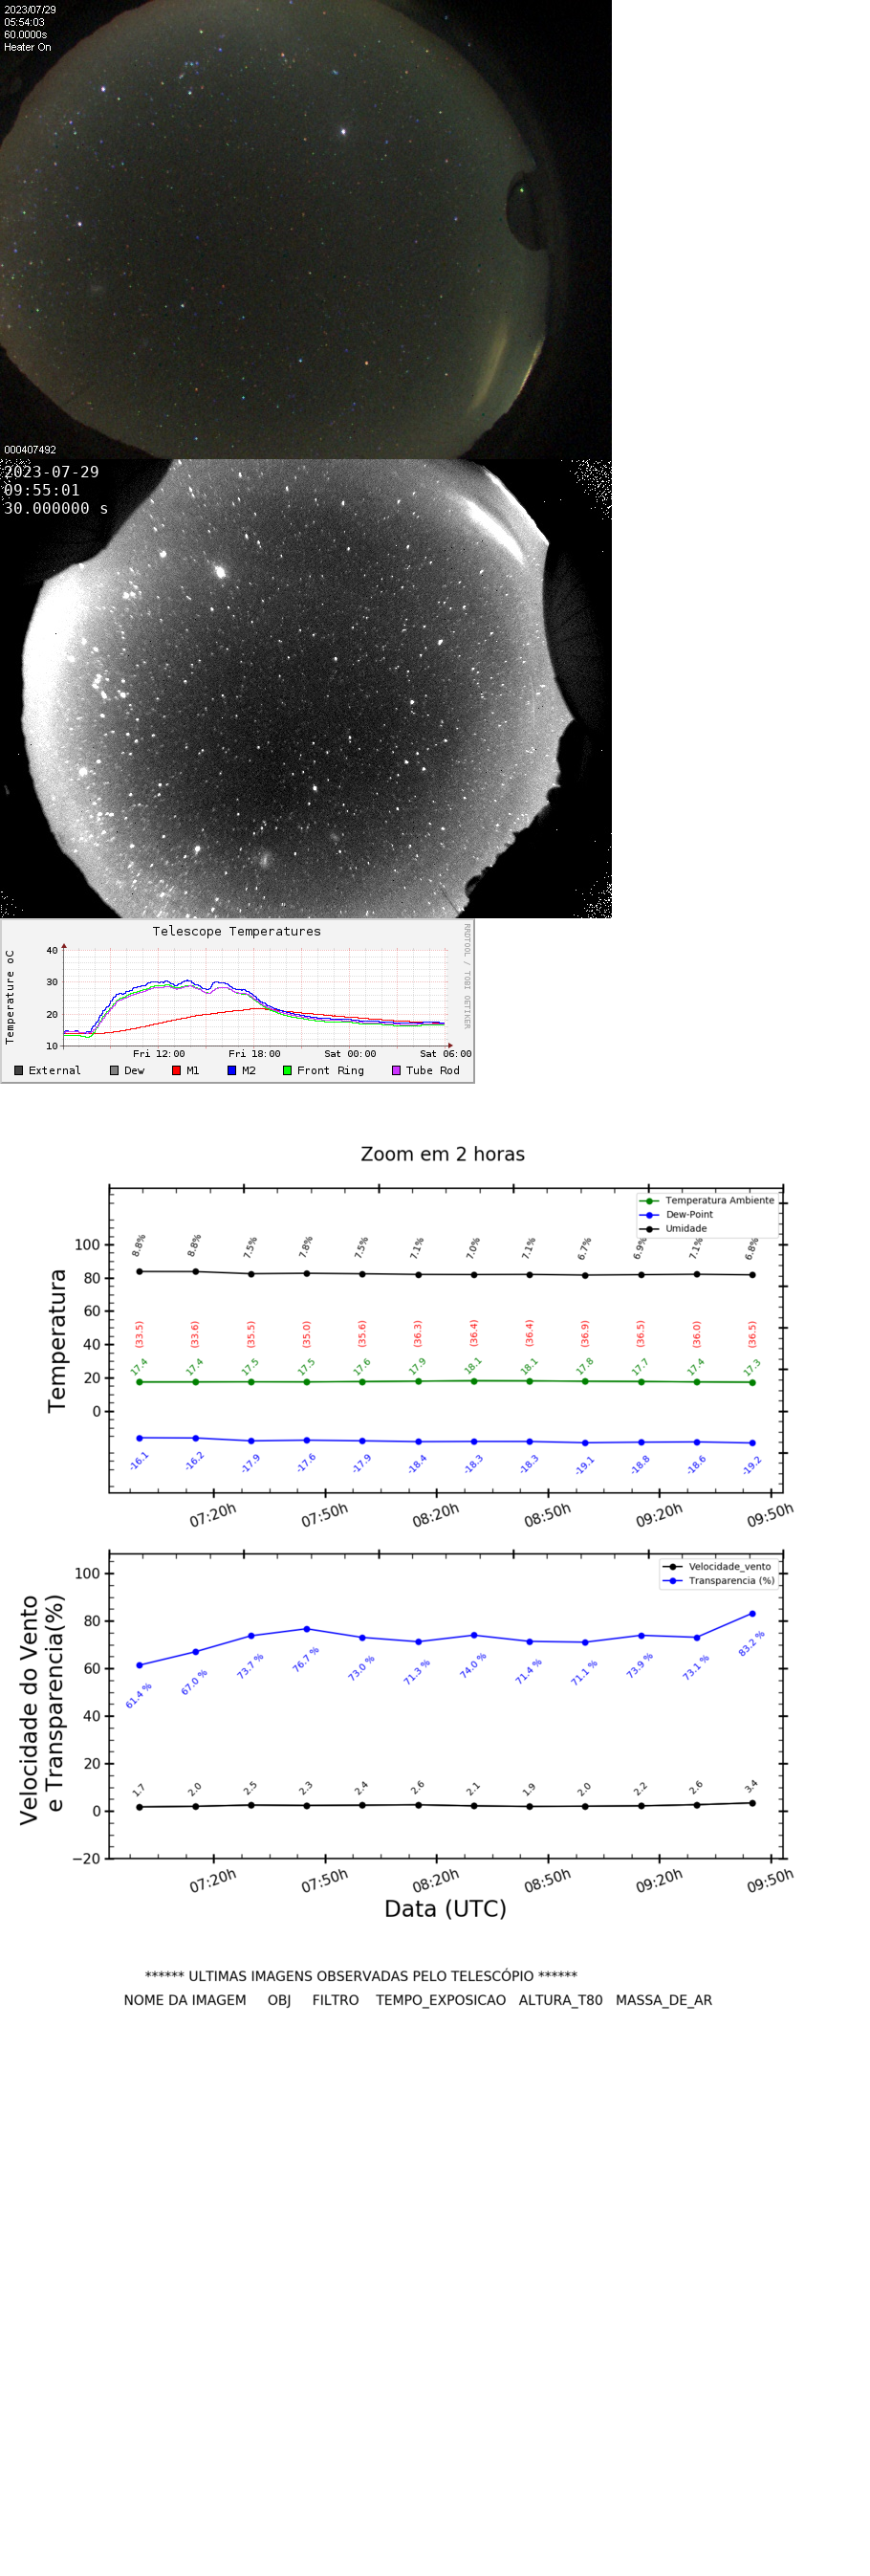 2023/07/29
05:54:03
60.0000s
Heater On
000407492
2023-07-29
09:55:01
30.000000 s
Telescope Temperatures
RRDTOOL / TOBI OETIKER
Temperature oC
40
30
20
10
Fri 12:00 Fri 18:00 Sat 00:00 Sat 06:00
External Dew M1 M2 Front Ring Tube Rod
Zoom em 2 horas
Temperatura Ambiente
Dew-Point
Umidade
Temperatura
100
80
60
40
20
0
8.8% 8.8% 7.5% 7.8% 7.5% 7.1% 7.0% 7.1% 6.7% 6.9% 7.1% 6.8%
(33.5) (33.6) (35.5) (35.0) (35.6) (36.3) (36.4) (36.4) (36.9) (36.5) (36.0) (36.5)
17.4 17.4 17.5 17.5 17.6 17.9 18.1 18.1 17.8 17.7 17.4 17.3
-16.1 -16.2 -17.9 -17.6 -17.9 -18.4 -18.3 -18.3 -19.1 -18.8 -18.6 -19.2
07:20h 07:50h 08:20h 08:50h 09:20h 09:50h
Velocidade_vento
Transparencia (%)
Velocidade do Vento
e Transparencia(%)
100
80
60
40
20
0
−20
61.4 % 67.0 % 73.7 % 76.7 % 73.0 % 71.3 % 74.0 % 71.4 % 71.1 % 73.9 % 73.1 % 83.2 %
1.7 2.0 2.5 2.3 2.4 2.6 2.1 1.9 2.0 2.2 2.6 3.4
07:20h 07:50h 08:20h 08:50h 09:20h 09:50h
Data (UTC)
****** ULTIMAS IMAGENS OBSERVADAS PELO TELESCÓPIO ******
NOME DA IMAGEM OBJ FILTRO TEMPO_EXPOSICAO ALTURA_T80 MASSA_DE_AR